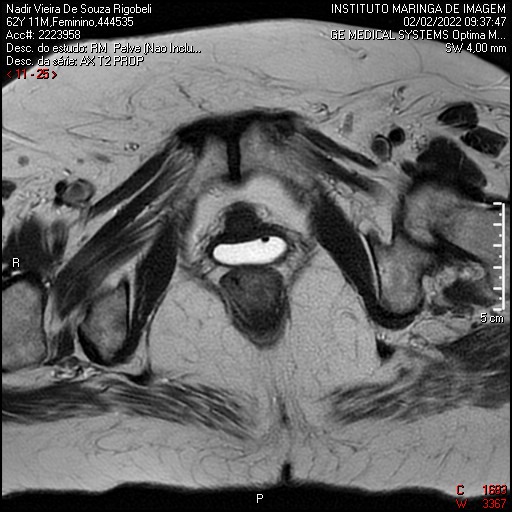 Nadir Vieira De Souza Rigobeli
62Y 11M,Feminino,444535
Acc#: 2223958
Desc. do estudo: RM Pelve (Nao Inclu...
Desc. da série: AX T2 PROP
< 11 - 25 >
INSTITUTO MARINGA DE IMAGEM
02/02/2022 09:37:47
GE MEDICAL SYSTEMS Optima M...
SW 4,00 mm
R
5 cm
P
C 1683
W 3367